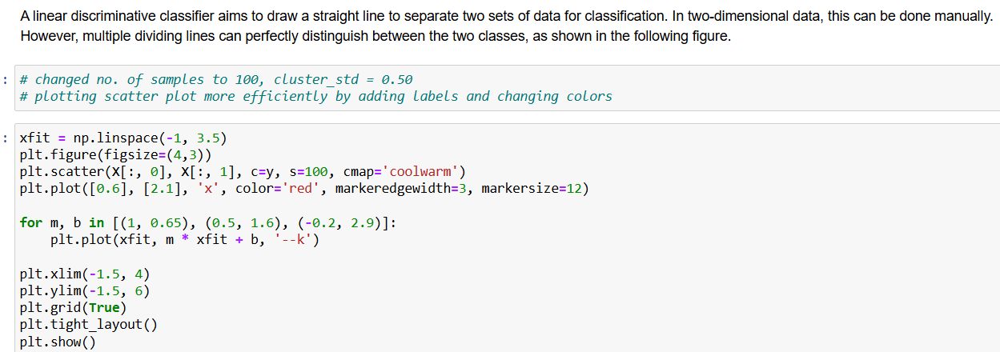 A linear discriminative classifier aims to draw a straight line to separate two sets of data for classification. In two-dimensional data, this can be done manually.
However, multiple dividing lines can perfectly distinguish between the two classes, as shown in the following figure.
: # changed no. of samples to 100, cluster_std = 0.50
# plotting scatter plot more efficiently by adding labels and changing colors
: xfit = np.linspace(-1, 3.5)
plt.figure(figsize=(4,3))
plt.scatter(X[:, 0], X[:, 1], c=y, s=100, cmap='coolwarm')
plt.plot([0.6], [2.1], 'x', color='red', markeredgewidth=3, markersize=12)
for m, b in [(1, 0.65), (0.5, 1.6), (-0.2, 2.9)]:
    plt.plot(xfit, m * xfit + b, '--k')
plt.xlim(-1.5, 4)
plt.ylim(-1.5, 6)
plt.grid(True)
plt.tight_layout()
plt.show()